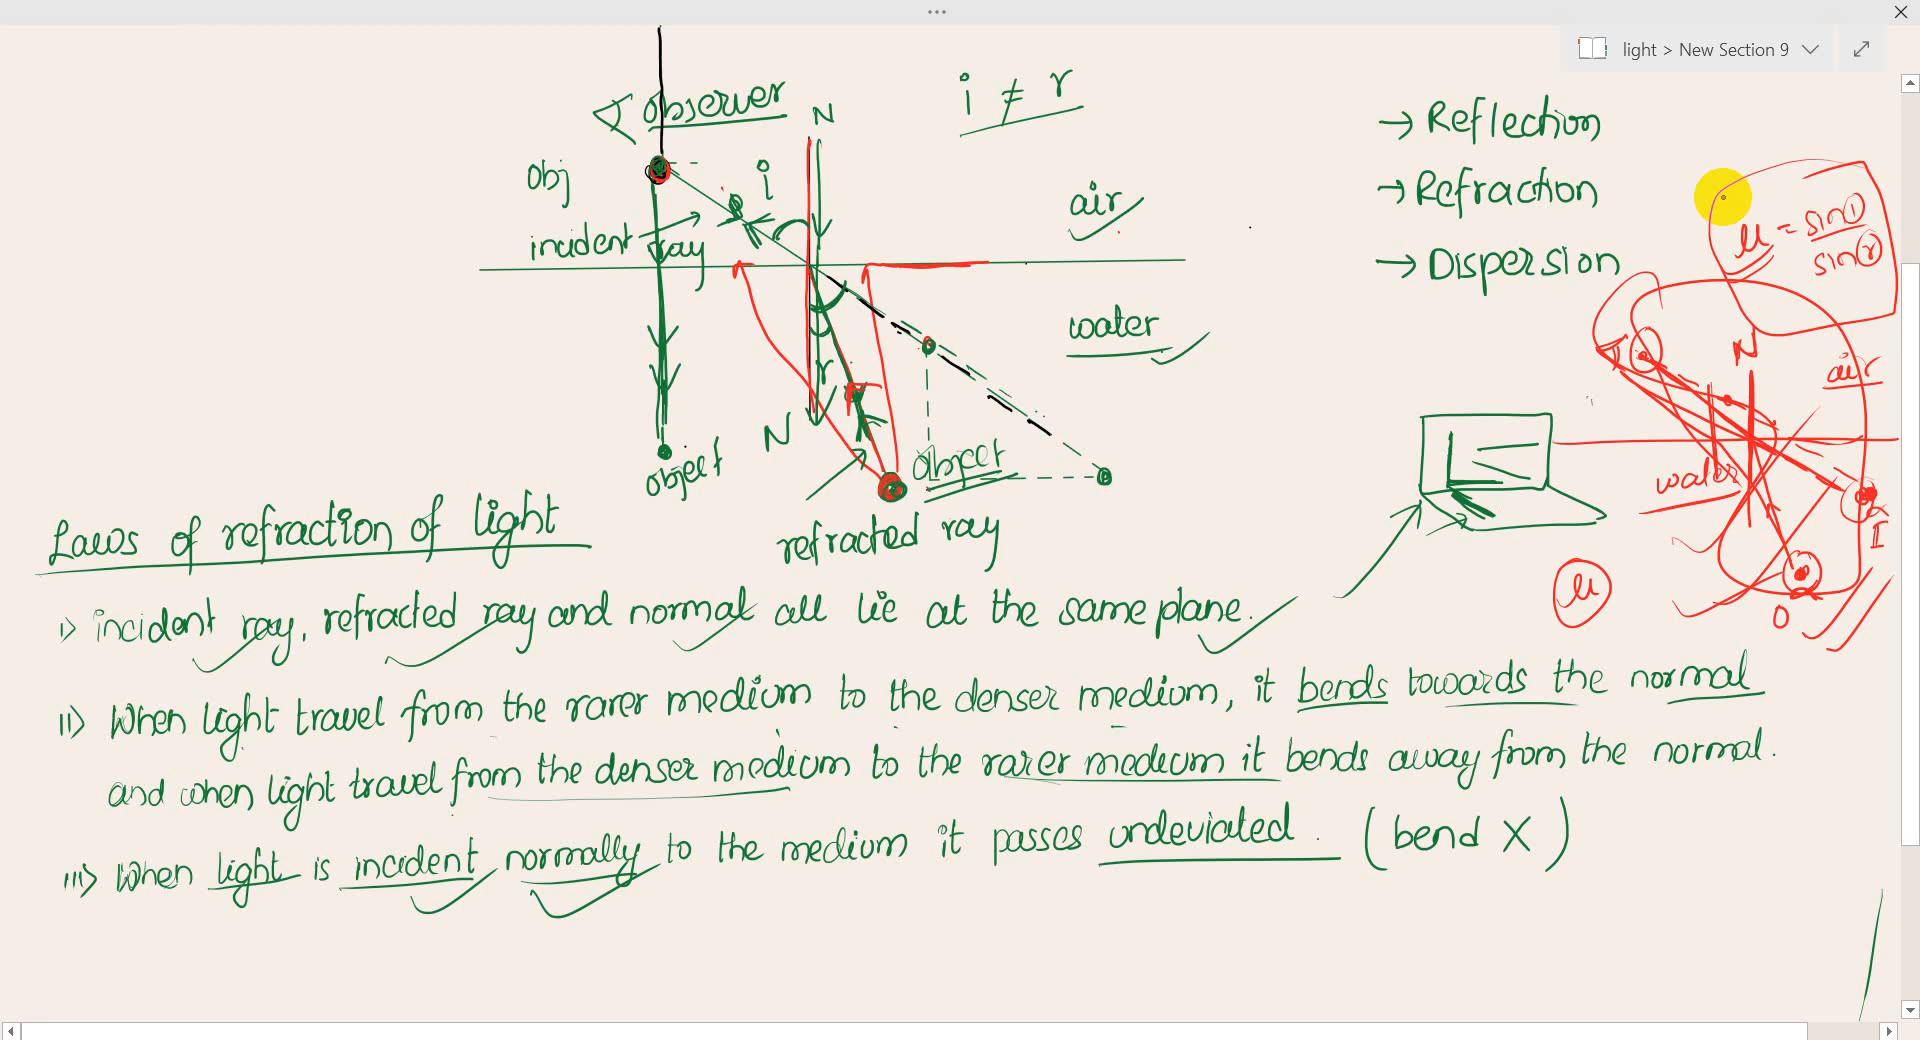 light > New Section 9
observer
N
i ≠ r
→ Reflection
obj
i
air
→ Refraction
μ = sin i
sin r
incident ray
→ Dispersion
water
N
air
r
N
water
object
object
I
Laws of refraction of light
refracted ray
μ
O
i) incident ray, refracted ray and normal all lie at the same plane.
ii) When light travel from the rarer medium to the denser medium, it bends towards the normal
and when light travel from the denser medium to the rarer medium it bends away from the normal.
iii) When light is incident normally to the medium it passes undeviated. (bend X)